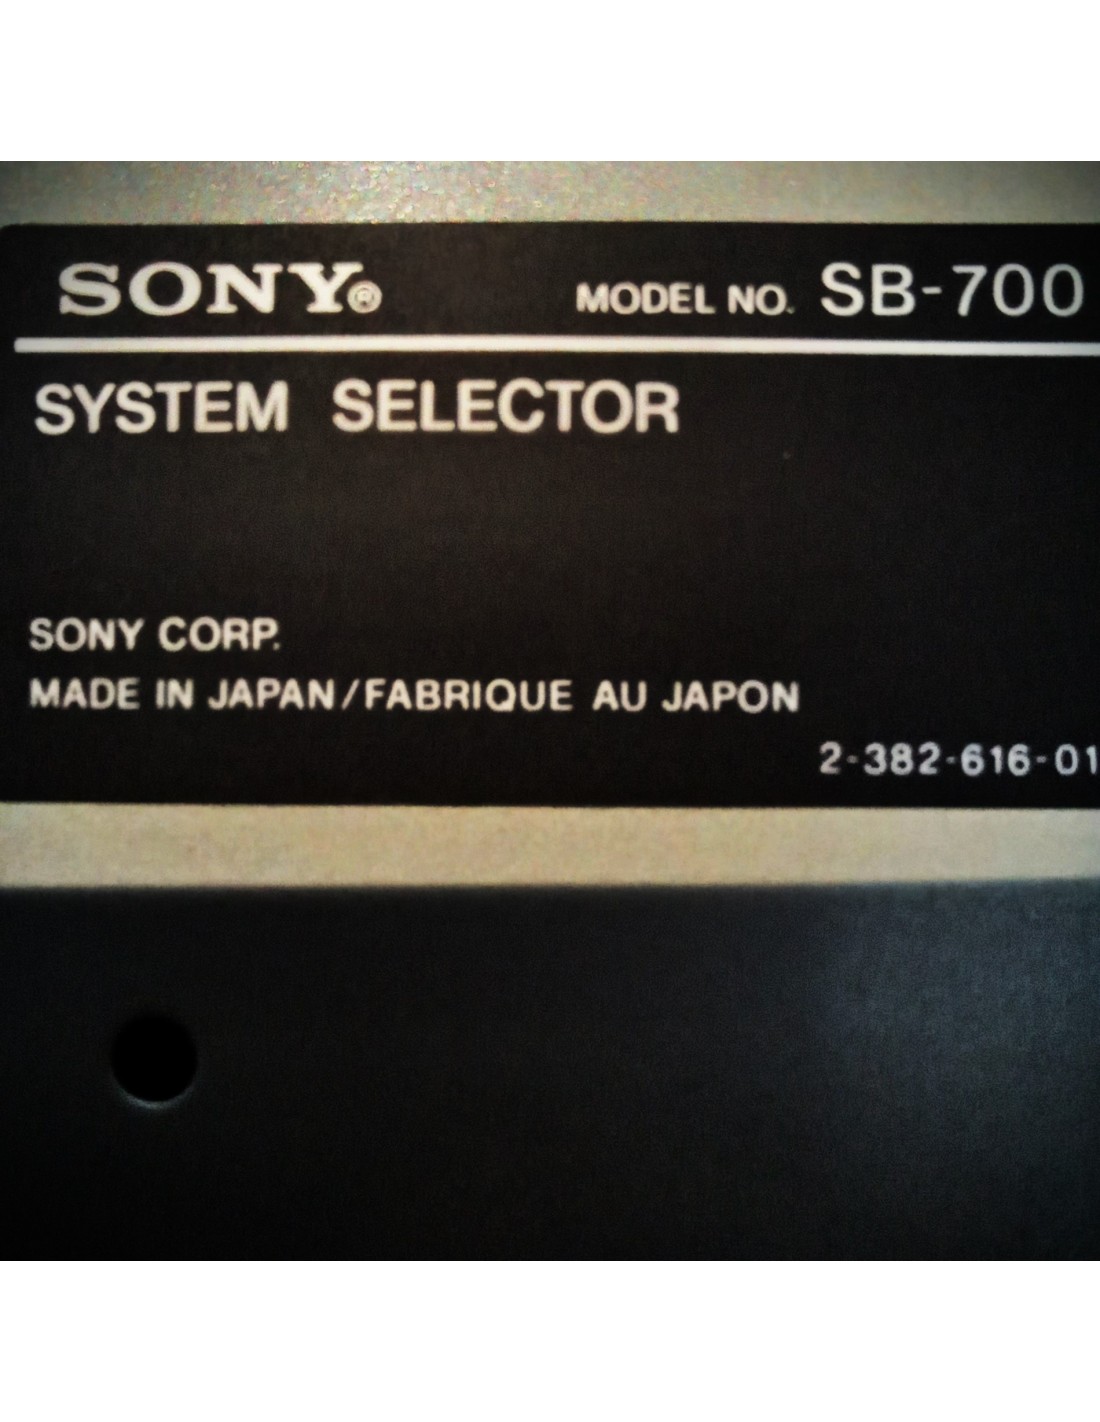 SONY® MODEL NO. SB-700
SYSTEM SELECTOR
SONY CORP.
MADE IN JAPAN/FABRIQUE AU JAPON
2-382-616-01